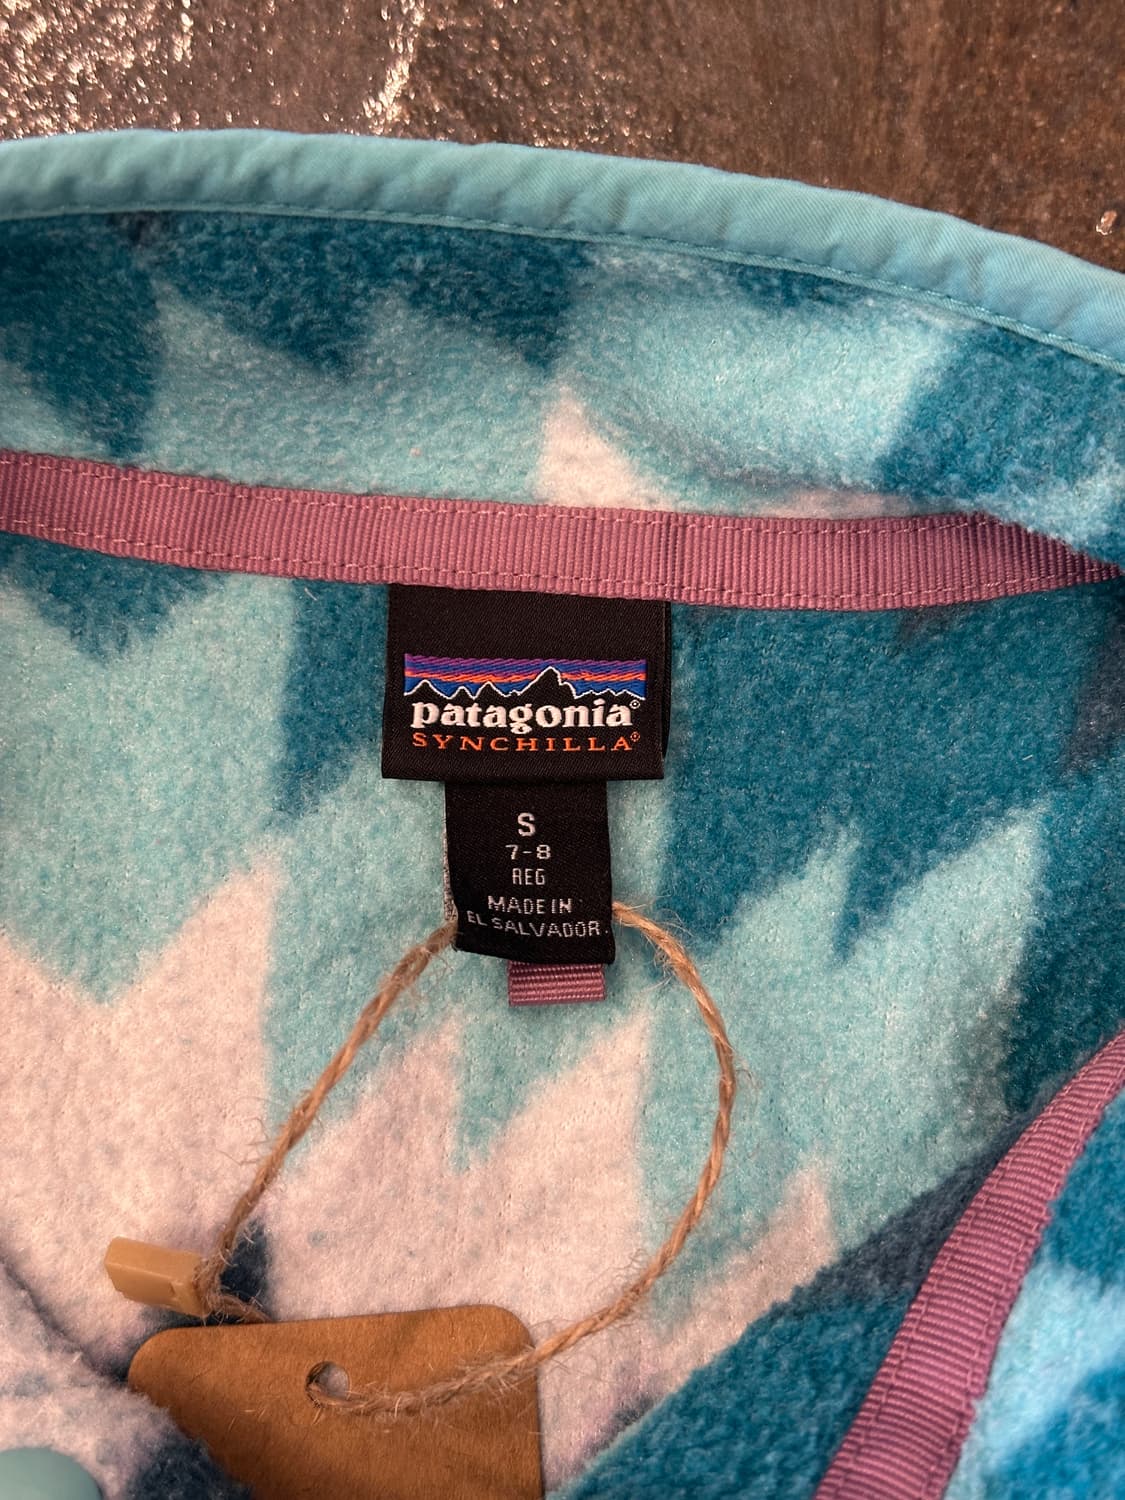 patagonia®
SYNCHILLA®
S
7-8
REG
MADE IN
EL SALVADOR